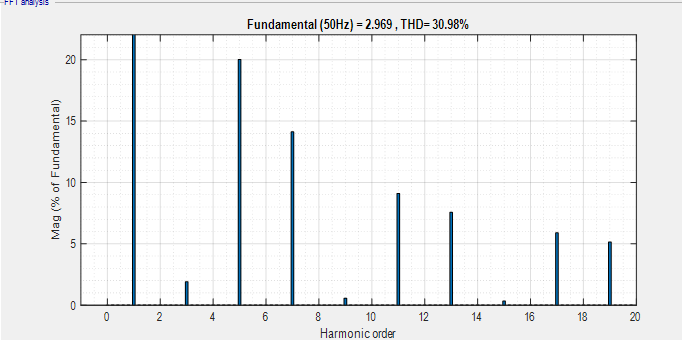 FFT analysis
Fundamental (50Hz) = 2.969 , THD= 30.98%
Mag (% of Fundamental)
20
15
10
5
0
0 2 4 6 8 10 12 14 16 18 20
Harmonic order